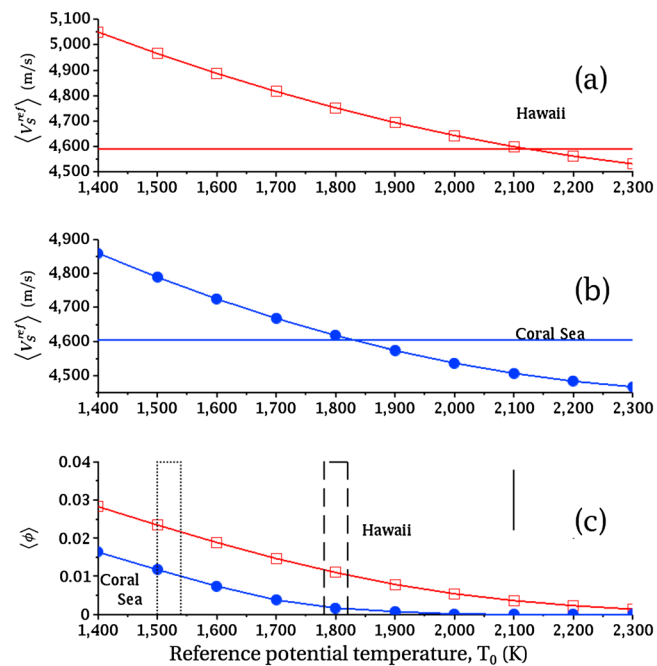 5,100
5,000
4,900
4,800
4,700
4,600
4,500
⟨V_S^ref⟩ (m/s)
(a)
Hawaii
1,400 1,500 1,600 1,700 1,800 1,900 2,000 2,100 2,200 2,300
4,900
4,800
4,700
4,600
4,500
⟨V_S^ref⟩ (m/s)
(b)
Coral Sea
1,400 1,500 1,600 1,700 1,800 1,900 2,000 2,100 2,200 2,300
0.04
0.03
0.02
0.01
0
⟨ϕ⟩
Hawaii
(c)
Coral
Sea
1,400 1,500 1,600 1,700 1,800 1,900 2,000 2,100 2,200 2,300
Reference potential temperature, T₀ (K)